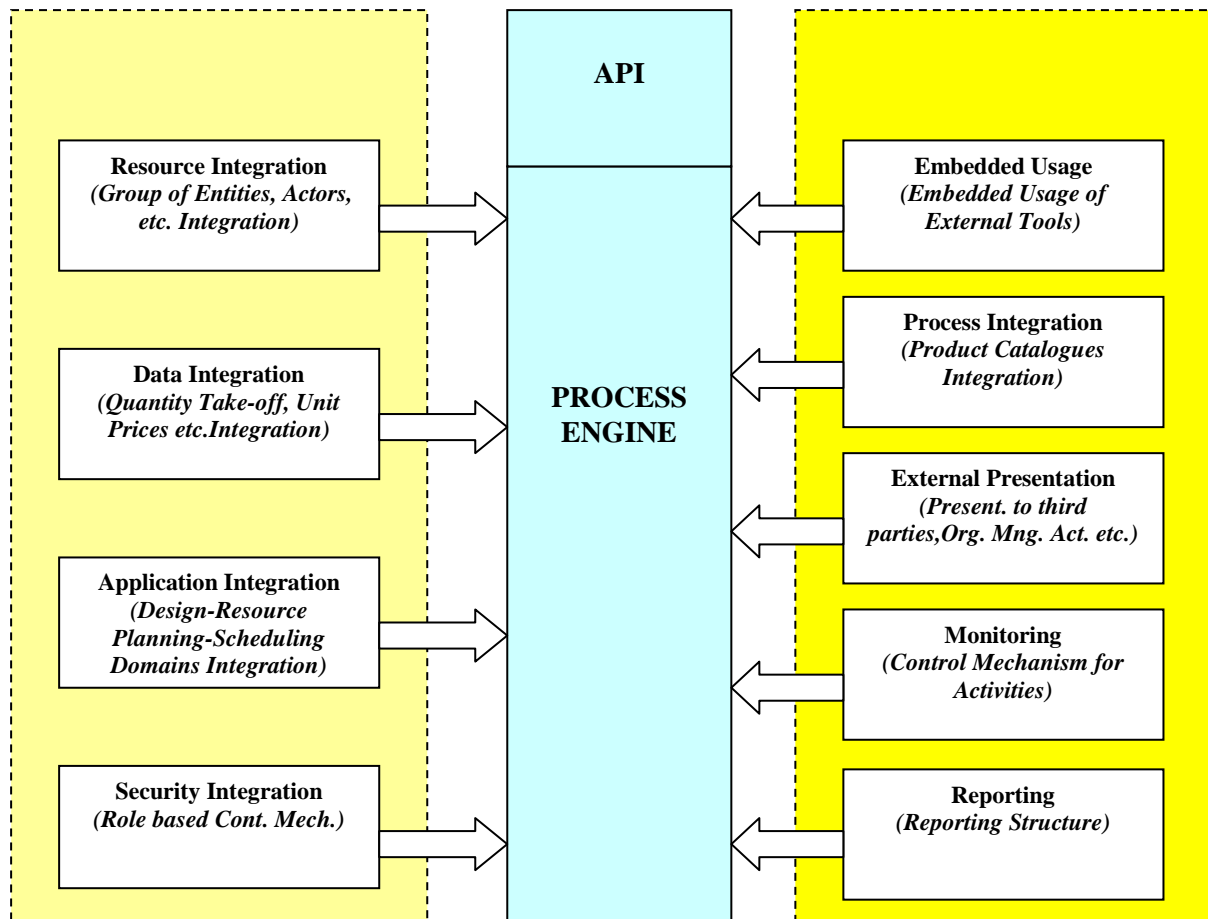 API
PROCESS
ENGINE
Resource Integration
(Group of Entities, Actors,
etc. Integration)
Data Integration
(Quantity Take-off, Unit
Prices etc.Integration)
Application Integration
(Design-Resource
Planning-Scheduling
Domains Integration)
Security Integration
(Role based Cont. Mech.)
Embedded Usage
(Embedded Usage of
External Tools)
Process Integration
(Product Catalogues
Integration)
External Presentation
(Present. to third
parties,Org. Mng. Act. etc.)
Monitoring
(Control Mechanism for
Activities)
Reporting
(Reporting Structure)